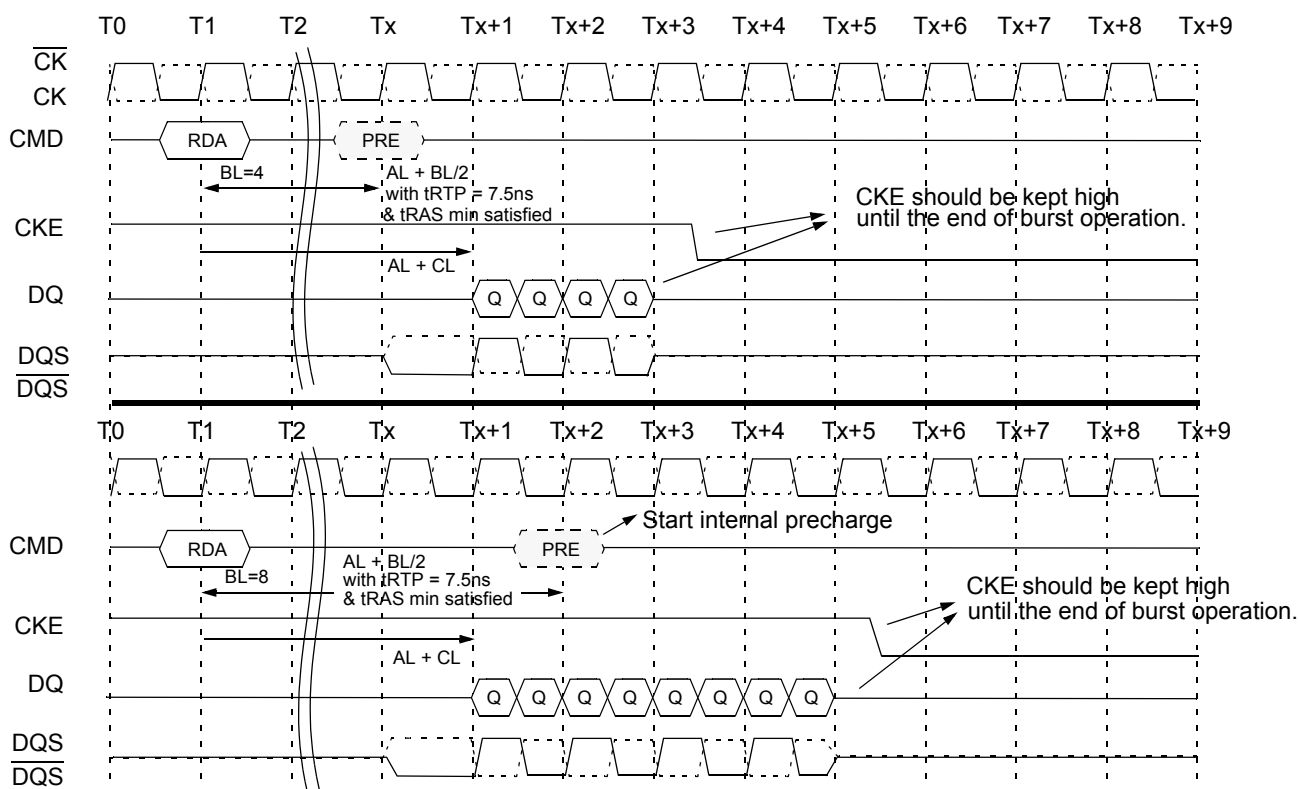 T0 T1 T2 Tx Tx+1 Tx+2 Tx+3 Tx+4 Tx+5 Tx+6 Tx+7 Tx+8 Tx+9
CK
CK
CMD RDA PRE
BL=4 AL + BL/2
with tRTP = 7.5ns
& tRAS min satisfied
CKE should be kept high
until the end of burst operation.
CKE
AL + CL
DQ Q Q Q Q
DQS
DQS
T0 T1 T2 Tx Tx+1 Tx+2 Tx+3 Tx+4 Tx+5 Tx+6 Tx+7 Tx+8 Tx+9
Start internal precharge
CMD RDA PRE
BL=8 AL + BL/2
with tRTP = 7.5ns
& tRAS min satisfied
CKE should be kept high
until the end of burst operation.
CKE
AL + CL
DQ Q Q Q Q Q Q Q Q
DQS
DQS